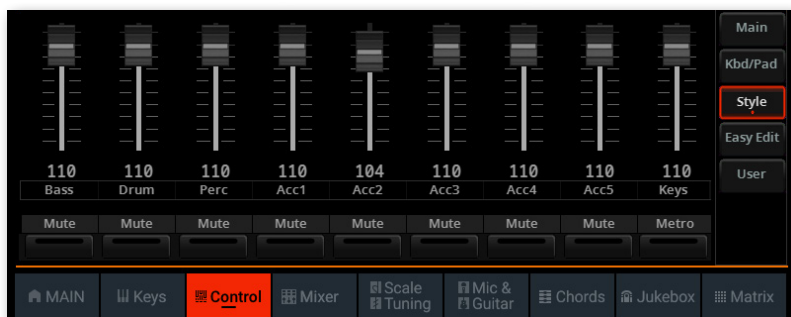 Main
Kbd/Pad
Style
Easy Edit
User
110 110 110 110 104 110 110 110 110
Bass Drum Perc Acc1 Acc2 Acc3 Acc4 Acc5 Keys
Mute Mute Mute Mute Mute Mute Mute Mute Metro
MAIN Keys Control Mixer Scale Tuning Mic & Guitar Chords Jukebox Matrix